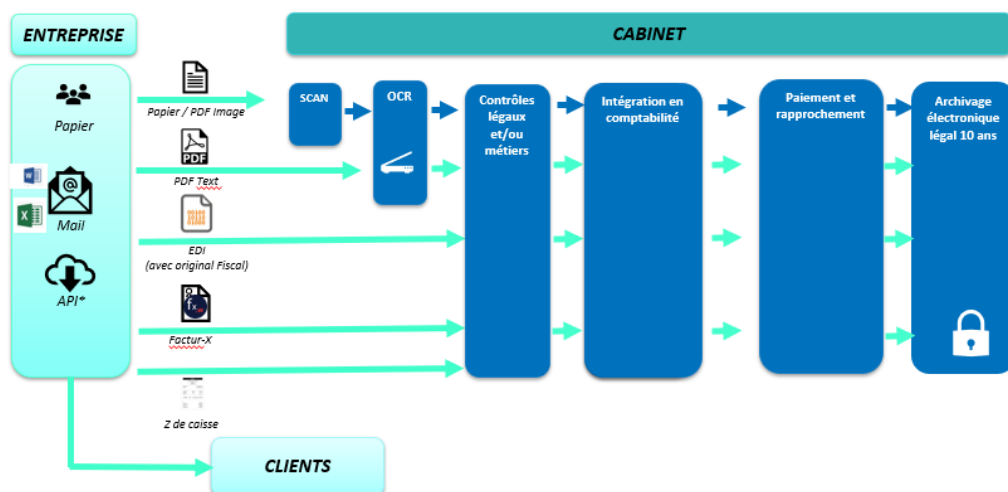 ENTREPRISE
CABINET
Papier
Mail
API*
Papier / PDF Image
PDF
PDF Text
EDI
(avec original Fiscal)
Factur-X
Z de caisse
SCAN
OCR
Contrôles
légaux
et/ou
métiers
Intégration en
comptabilité
Paiement et
rapprochement
Archivage
électronique
légal 10 ans
CLIENTS